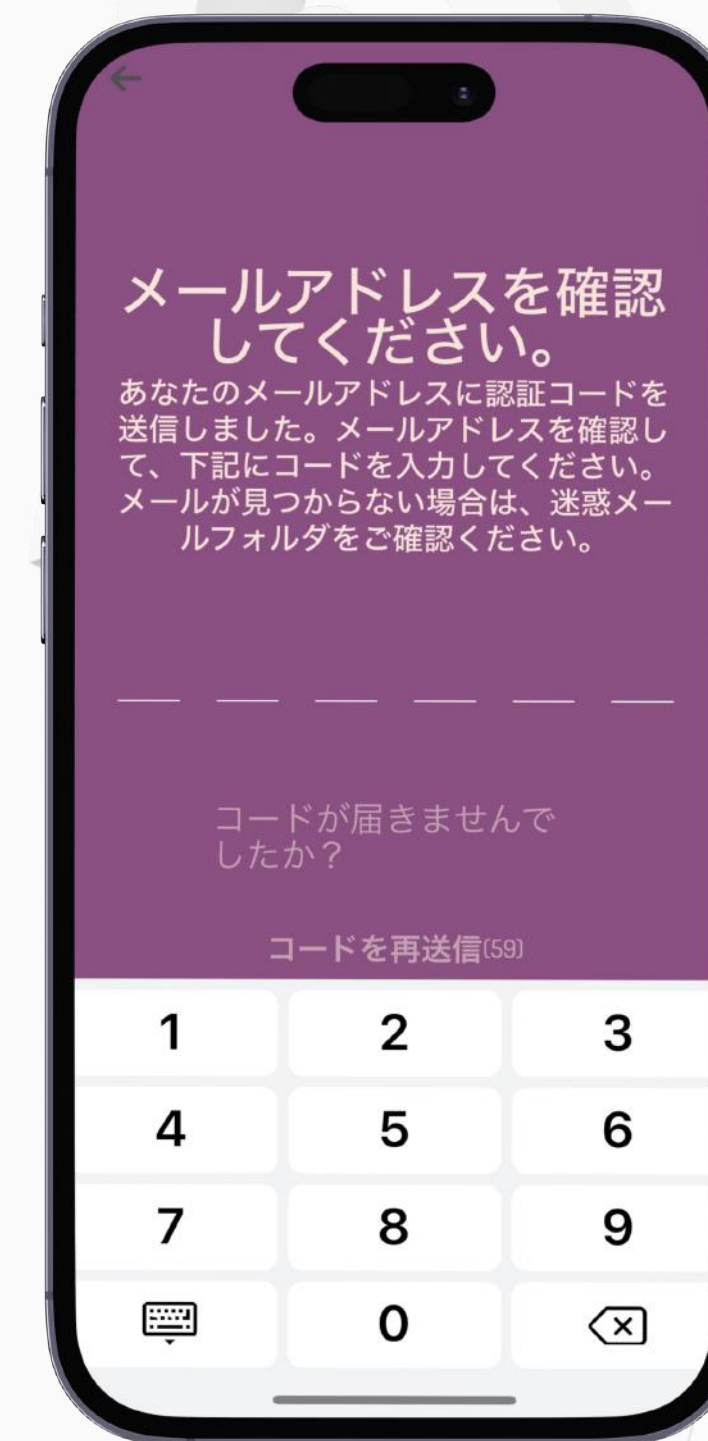 メールアドレスを確認
してください。
あなたのメールアドレスに認証コードを
送信しました。メールアドレスを確認し
て、下記にコードを入力してください。
メールが見つからない場合は、迷惑メー
ルフォルダをご確認ください。
コードが届きませんで
したか？
コードを再送信(59)
1 2 3
4 5 6
7 8 9
0